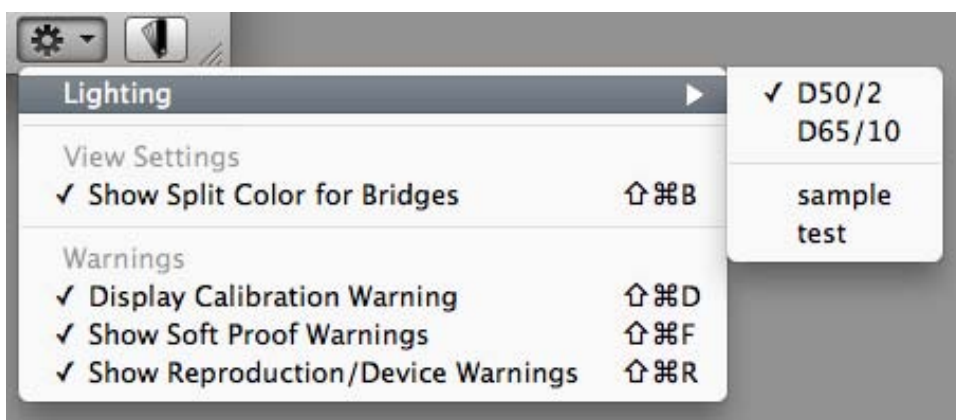 Lighting
View Settings
✓ Show Split Color for Bridges ⇧⌘B
Warnings
✓ Display Calibration Warning ⇧⌘D
✓ Show Soft Proof Warnings ⇧⌘F
✓ Show Reproduction/Device Warnings ⇧⌘R
✓ D50/2
D65/10
sample
test